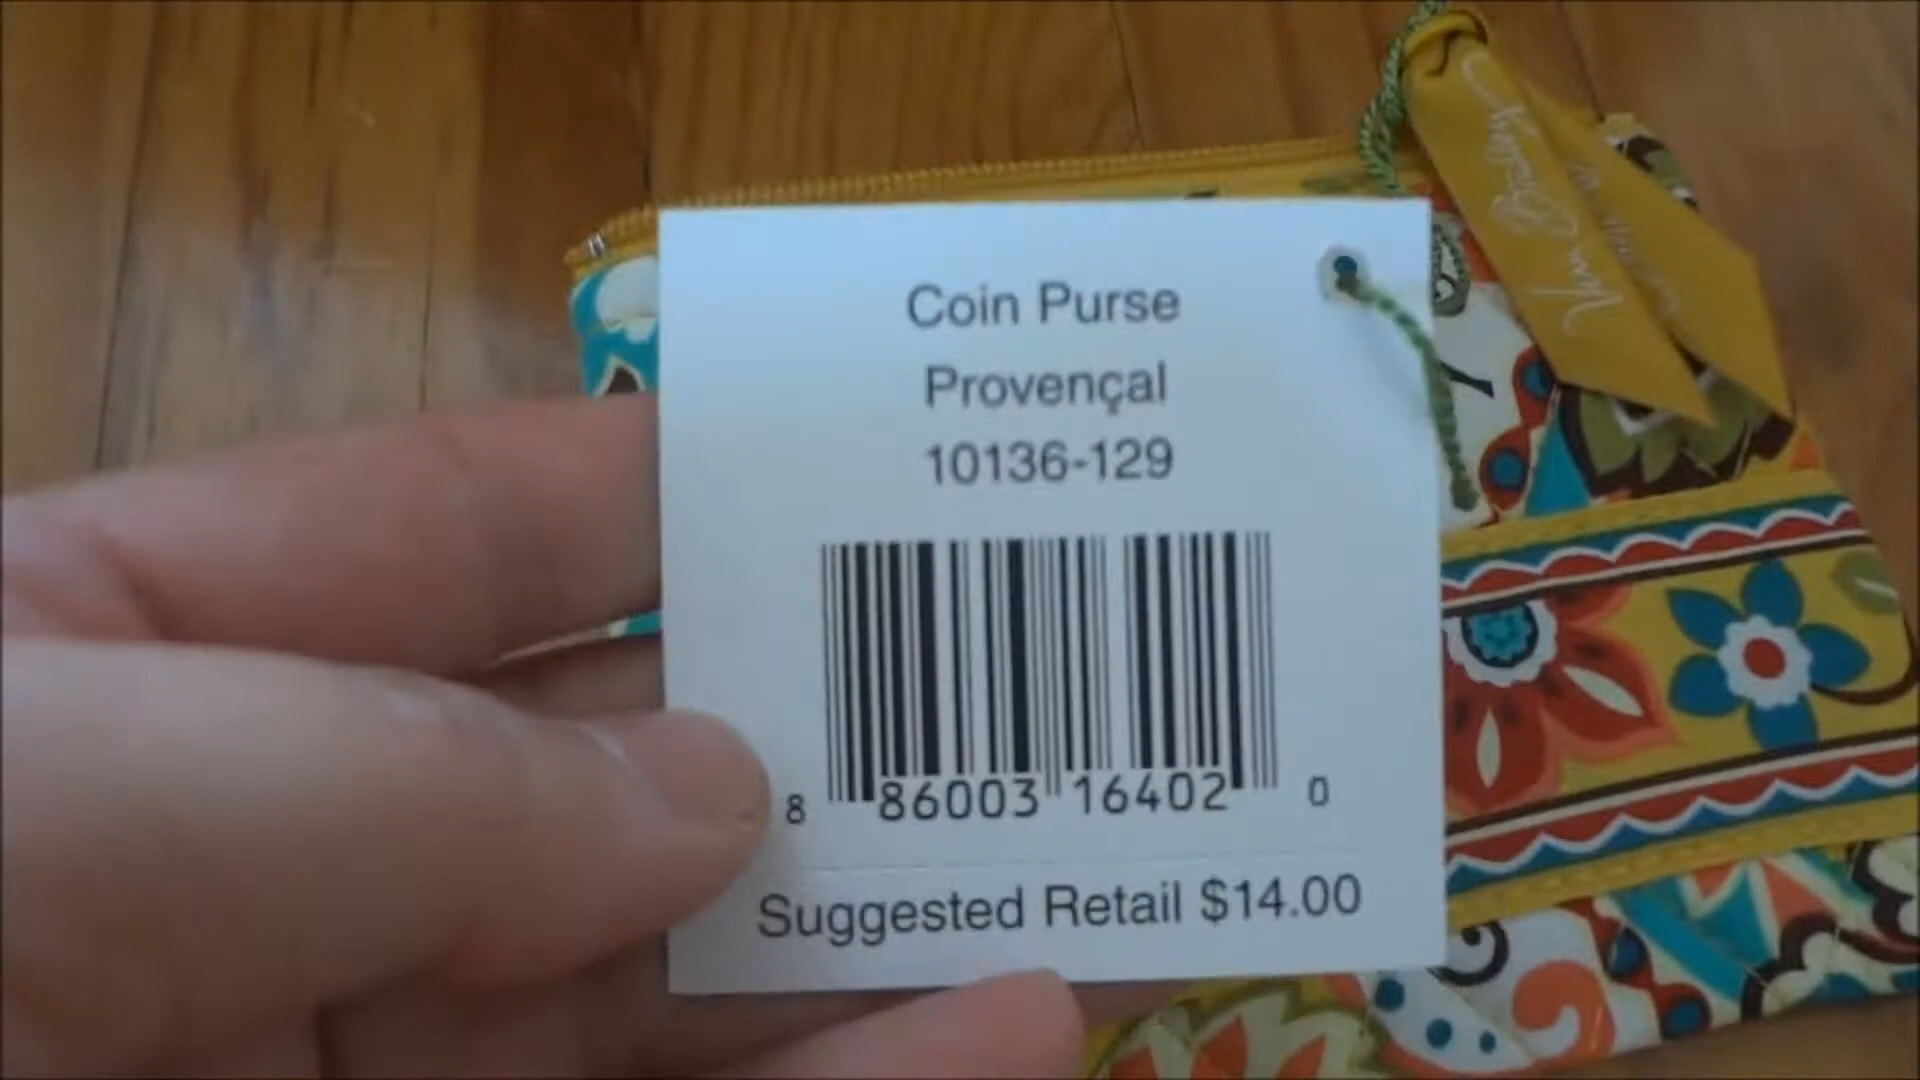 Coin Purse
Provençal
10136-129
8 86003 16402 0
Suggested Retail $14.00